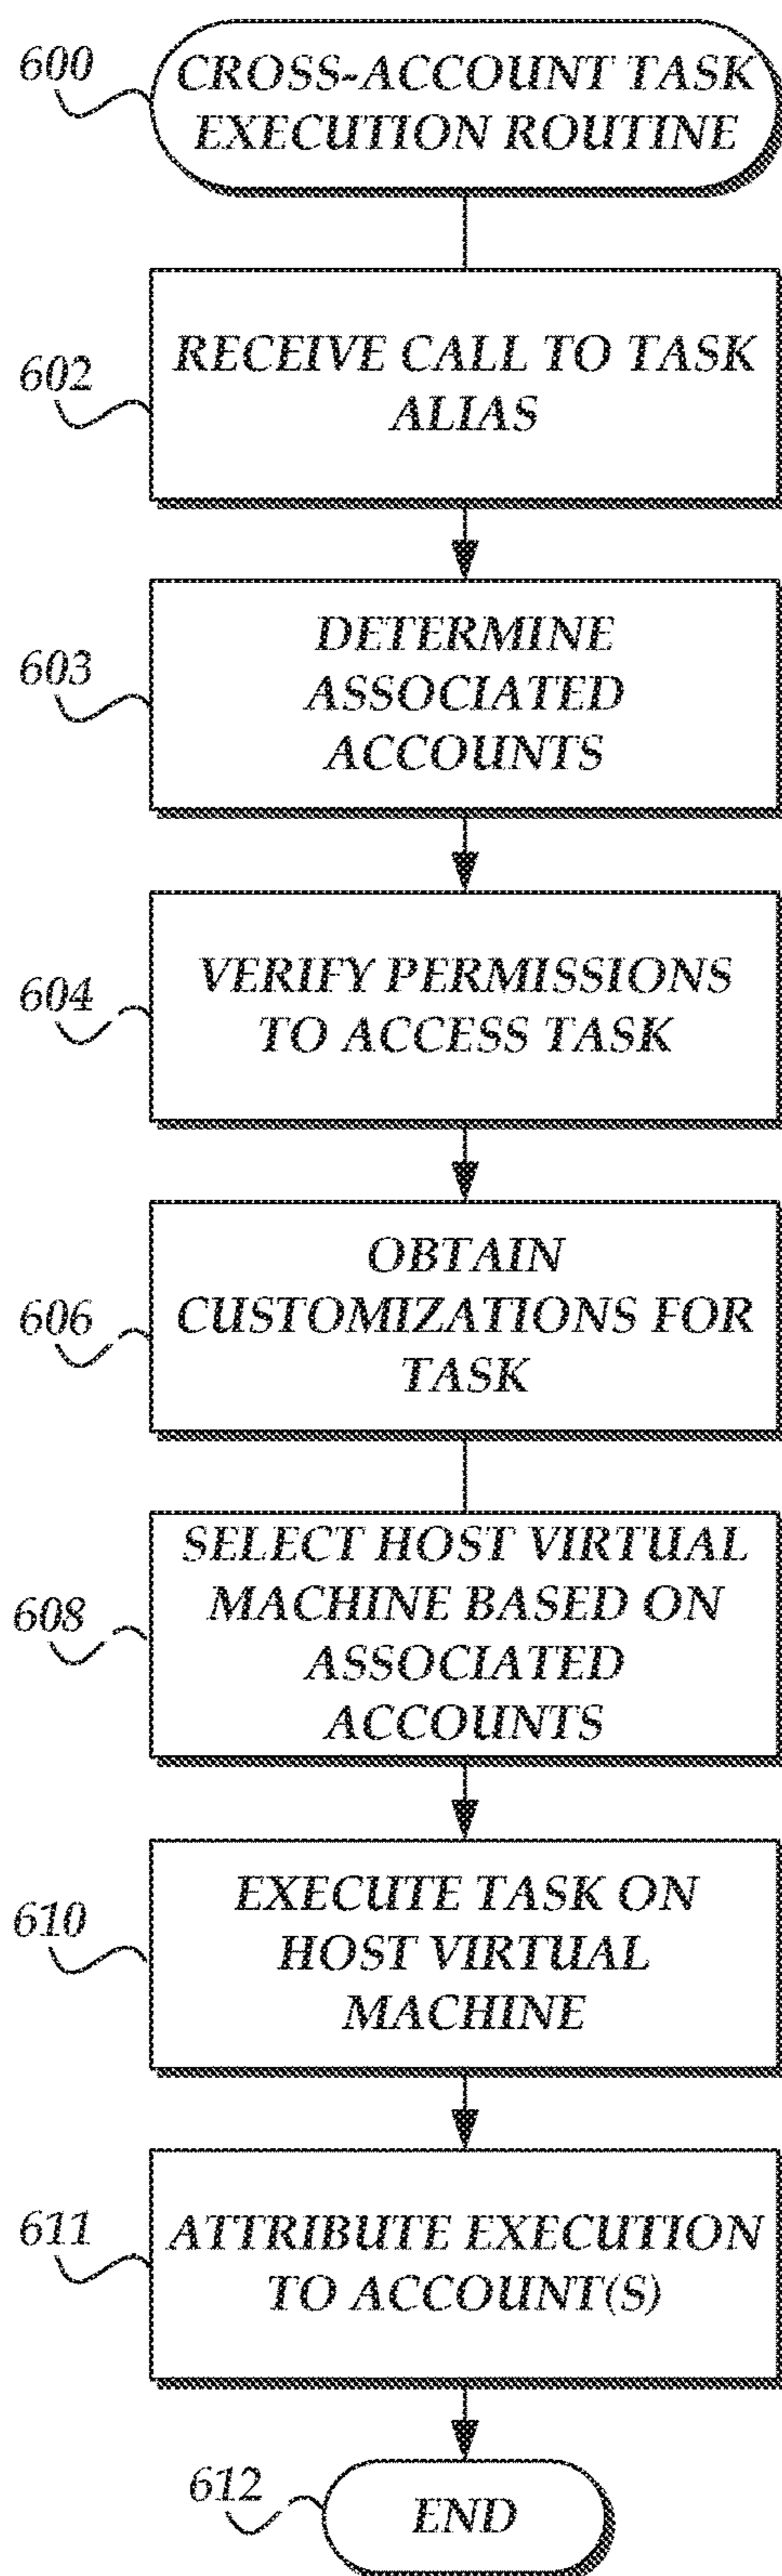 600
CROSS-ACCOUNT TASK
EXECUTION ROUTINE
602
RECEIVE CALL TO TASK
ALIAS
603
DETERMINE
ASSOCIATED
ACCOUNTS
604
VERIFY PERMISSIONS
TO ACCESS TASK
606
OBTAIN
CUSTOMIZATIONS FOR
TASK
608
SELECT HOST VIRTUAL
MACHINE BASED ON
ASSOCIATED
ACCOUNTS
610
EXECUTE TASK ON
HOST VIRTUAL
MACHINE
611
ATTRIBUTE EXECUTION
TO ACCOUNT(S)
612
END